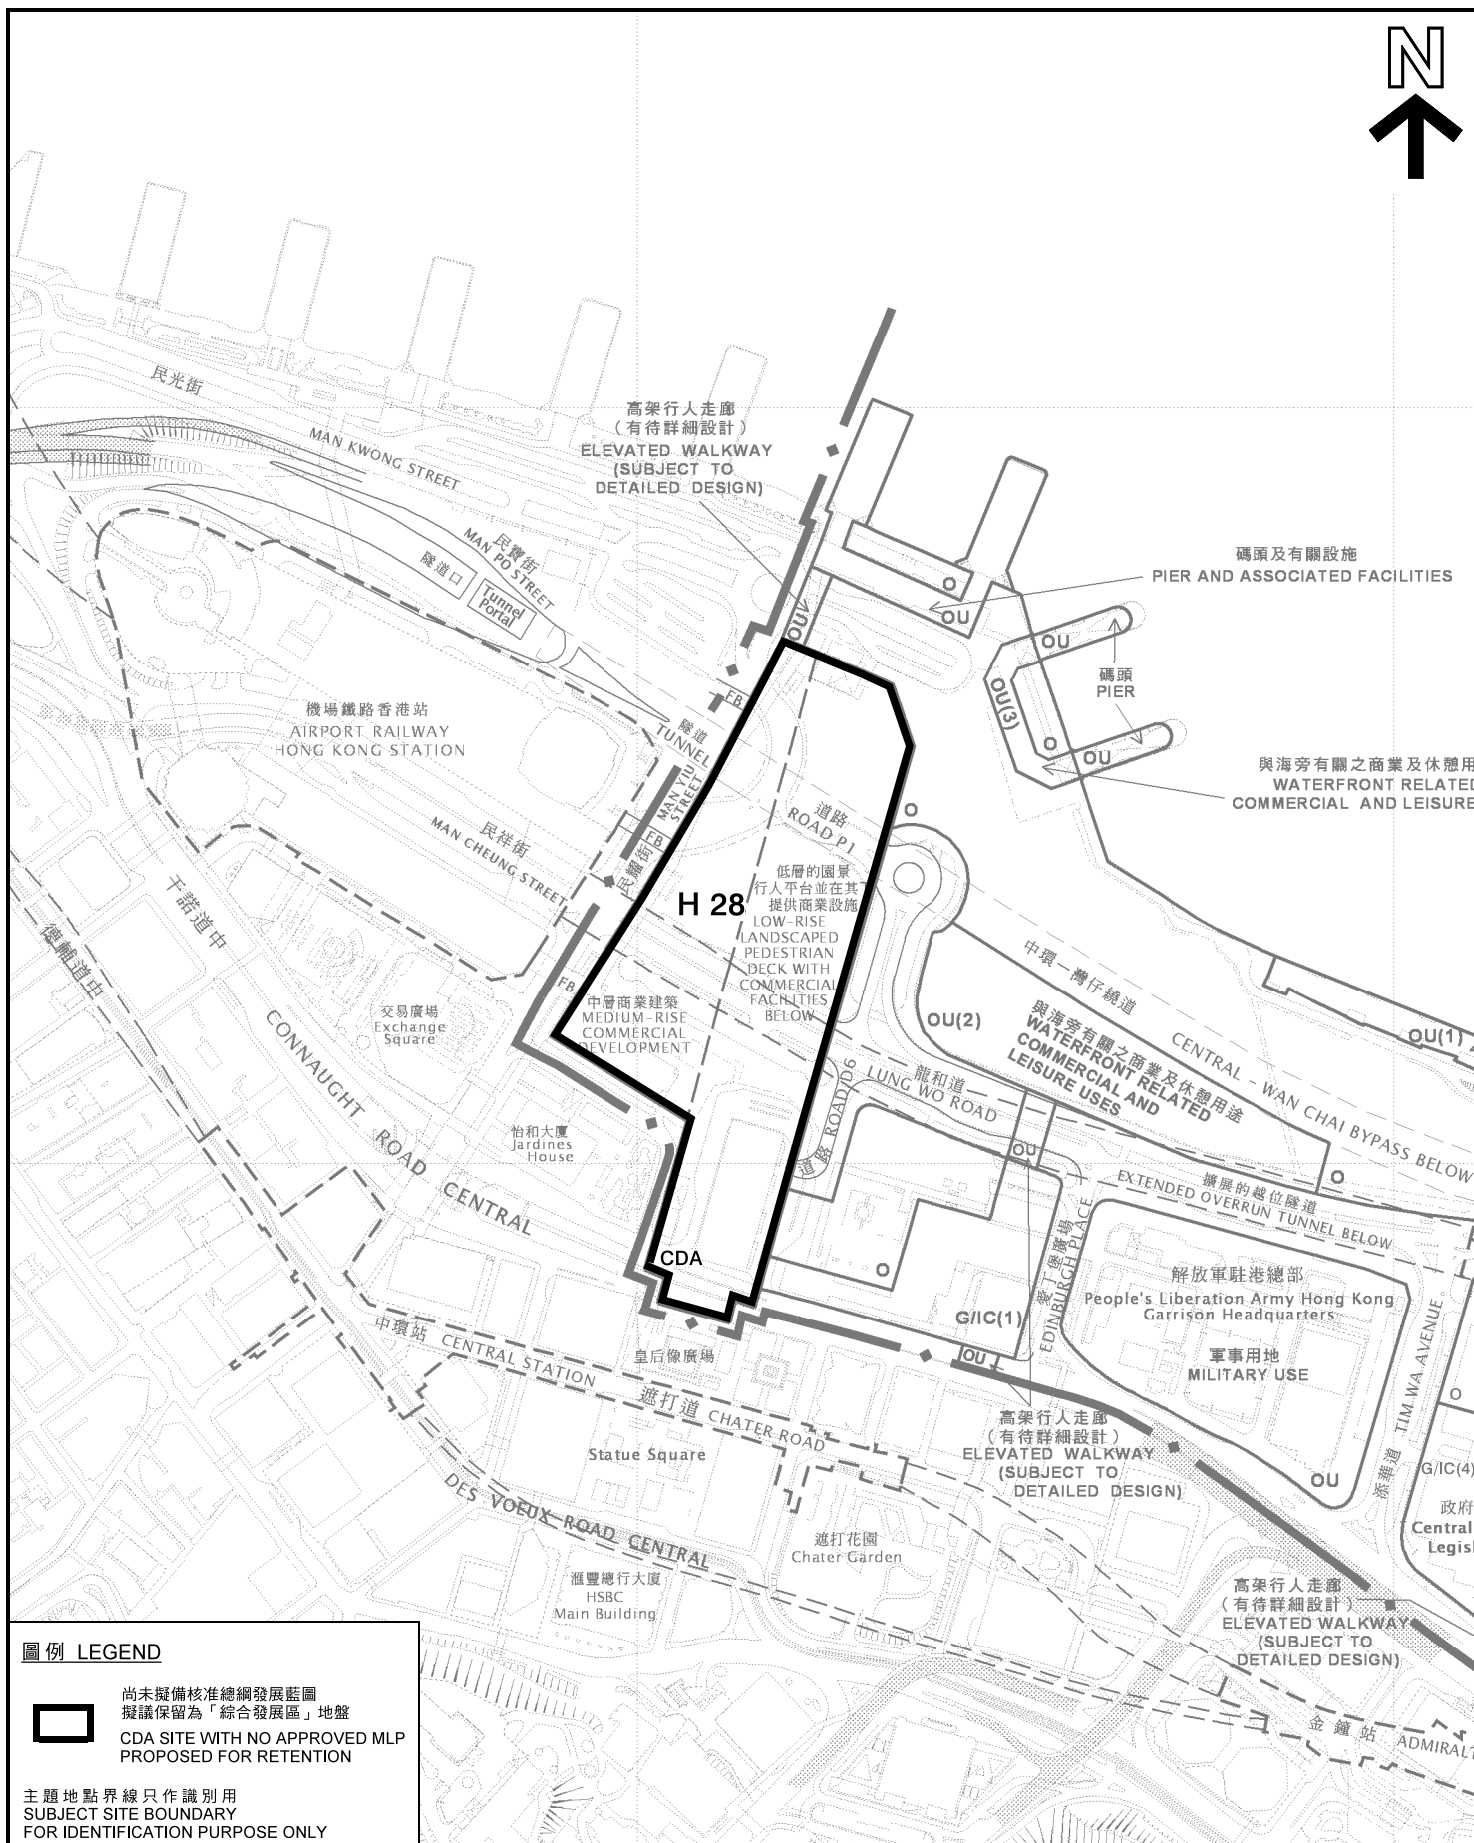 N
民光街
MAN KWONG STREET
高架行人走廊
（有待詳細設計）
ELEVATED WALKWAY
(SUBJECT TO
DETAILED DESIGN)
民寶街
MAN PO STREET
隧道口
Tunnel
Portal
碼頭及有關設施
PIER AND ASSOCIATED FACILITIES
O
OU
OU
OU
碼頭
PIER
OU(3)
O
OU
與海旁有關之商業及休憩用
WATERFRONT RELATED
COMMERCIAL AND LEISURE
機場鐵路香港站
AIRPORT RAILWAY
HONG KONG STATION
FB
隧道
TUNNEL
MAN YIU
STREET
民耀街
FB
民祥街
MAN CHEUNG STREET
道路
ROAD P1
O
H 28
低層的園景
行人平台並在其下
提供商業設施
LOW-RISE
LANDSCAPED
PEDESTRIAN
DECK WITH
COMMERCIAL
FACILITIES
BELOW
干諾道中
德輔道中
FB
中層商業建築
MEDIUM-RISE
COMMERCIAL
DEVELOPMENT
交易廣場
Exchange
Square
CONNAUGHT
ROAD CENTRAL
怡和大廈
Jardines
House
中環－灣仔繞道
CENTRAL - WAN CHAI BYPASS BELOW
OU(2)
與海旁有關之商業及休憩用途
WATERFRONT RELATED
COMMERCIAL AND
LEISURE USES
OU(1)
龍和道
LUNG WO ROAD
道路 ROAD D6
OU
O
擴展的越位隧道
EXTENDED OVERRUN TUNNEL BELOW
愛丁堡廣場
EDINBURGH PLACE
CDA
O
G/IC(1)
OU
解放軍駐港總部
People's Liberation Army Hong Kong
Garrison Headquarters
軍事用地
MILITARY USE
OU
添華道 TIM WA AVENUE
O
G/IC(4)
政府
Central
Legisl
中環站 CENTRAL STATION
皇后像廣場
遮打道 CHATER ROAD
Statue Square
高架行人走廊
（有待詳細設計）
ELEVATED WALKWAY
(SUBJECT TO
DETAILED DESIGN)
DES VOEUX ROAD CENTRAL
遮打花園
Chater Garden
滙豐總行大廈
HSBC
Main Building
高架行人走廊
（有待詳細設計）
ELEVATED WALKWAY
(SUBJECT TO
DETAILED DESIGN)
金鐘站 ADMIRALT
圖例 LEGEND
尚未擬備核准總綱發展藍圖
擬議保留為「綜合發展區」地盤
CDA SITE WITH NO APPROVED MLP
PROPOSED FOR RETENTION
主題地點界線只作識別用
SUBJECT SITE BOUNDARY
FOR IDENTIFICATION PURPOSE ONLY